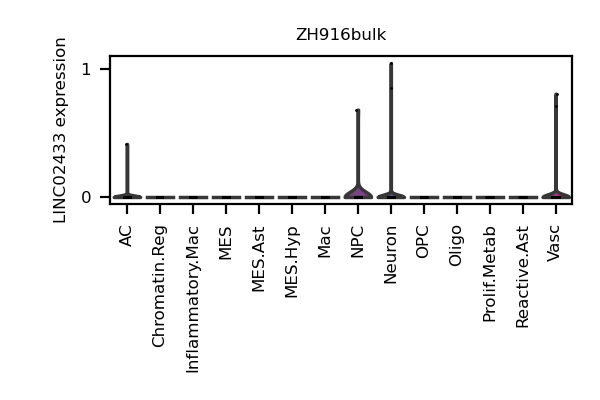 ZH916bulk
LINC02433 expression
1
0
AC
Chromatin.Reg
Inflammatory.Mac
MES
MES.Ast
MES.Hyp
Mac
NPC
Neuron
OPC
Oligo
Prolif.Metab
Reactive.Ast
Vasc